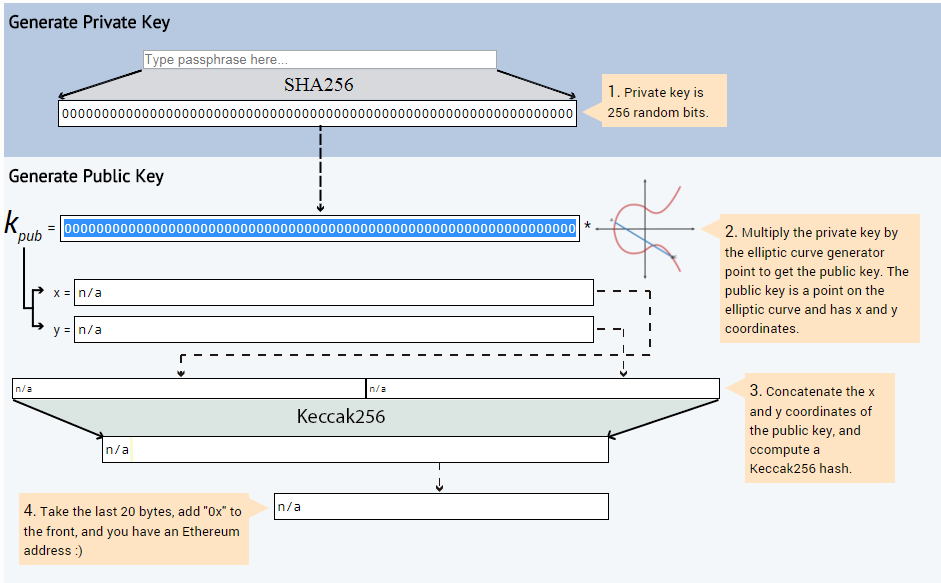 Generate Private Key
Type passphrase here...
SHA256
0000000000000000000000000000000000000000000000000000000000000000
1. Private key is
256 random bits.
Generate Public Key
kpub = 0000000000000000000000000000000000000000000000000000000000000000 *
2. Multiply the private key by
the elliptic curve generator
point to get the public key. The
public key is a point on the
elliptic curve and has x and y
coordinates.
x = n/a
y = n/a
n/a n/a
Keccak256
n/a
3. Concatenate the x
and y coordinates of
the public key, and
ccompute a
Keccak256 hash.
n/a
4. Take the last 20 bytes, add "0x" to
the front, and you have an Ethereum
address :)